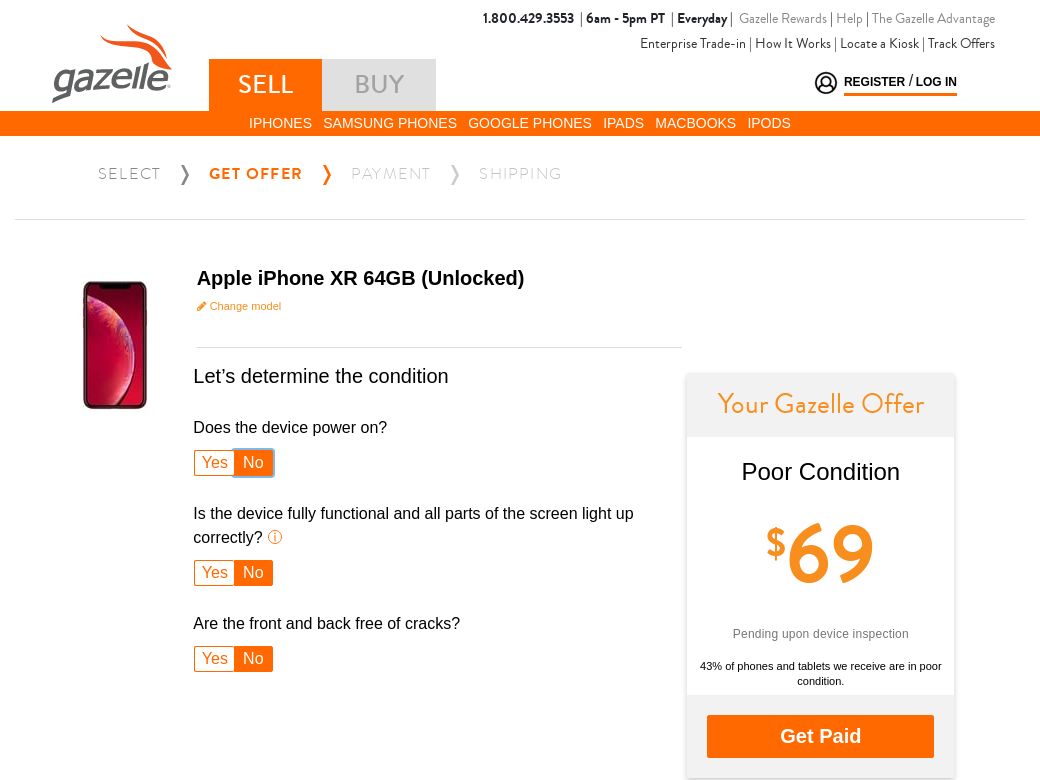 1.800.429.3553 | 6am - 5pm PT | Everyday | Gazelle Rewards | Help | The Gazelle Advantage
Enterprise Trade-in | How It Works | Locate a Kiosk | Track Offers
gazelle
SELL
BUY
REGISTER / LOG IN
IPHONES SAMSUNG PHONES GOOGLE PHONES IPADS MACBOOKS IPODS
SELECT ❭ GET OFFER ❭ PAYMENT ❭ SHIPPING
Apple iPhone XR 64GB (Unlocked)
Change model
Let’s determine the condition
Does the device power on?
Yes No
Is the device fully functional and all parts of the screen light up
correctly? ⓘ
Yes No
Are the front and back free of cracks?
Yes No
Your Gazelle Offer
Poor Condition
$69
Pending upon device inspection
43% of phones and tablets we receive are in poor
condition.
Get Paid